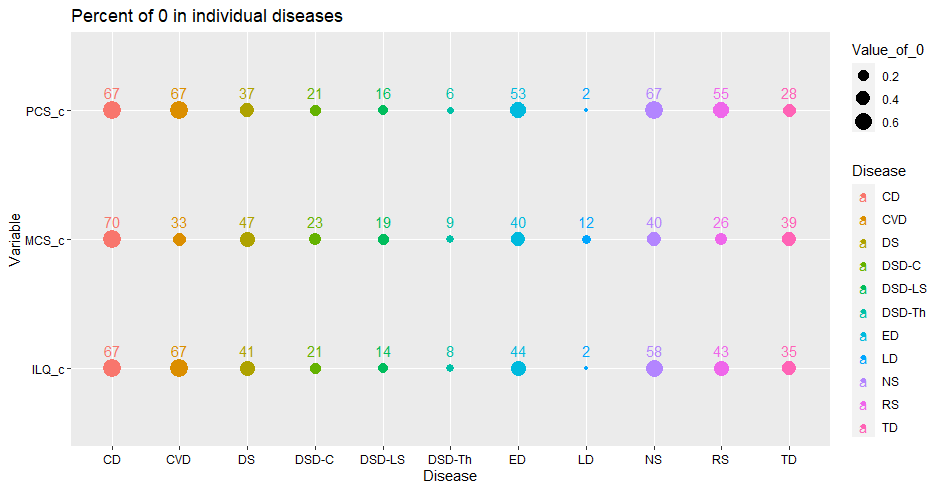 Percent of 0 in individual diseases
Variable
PCS_c
67 67 37 21 16 6 53 2 67 55 28
MCS_c
70 33 47 23 19 9 40 12 40 26 39
ILQ_c
67 67 41 21 14 8 44 2 58 43 35
CD CVD DS DSD-C DSD-LS DSD-Th ED LD NS RS TD
Disease
Value_of_0
0.2
0.4
0.6
Disease
a CD
a CVD
a DS
a DSD-C
a DSD-LS
a DSD-Th
a ED
a LD
a NS
a RS
a TD